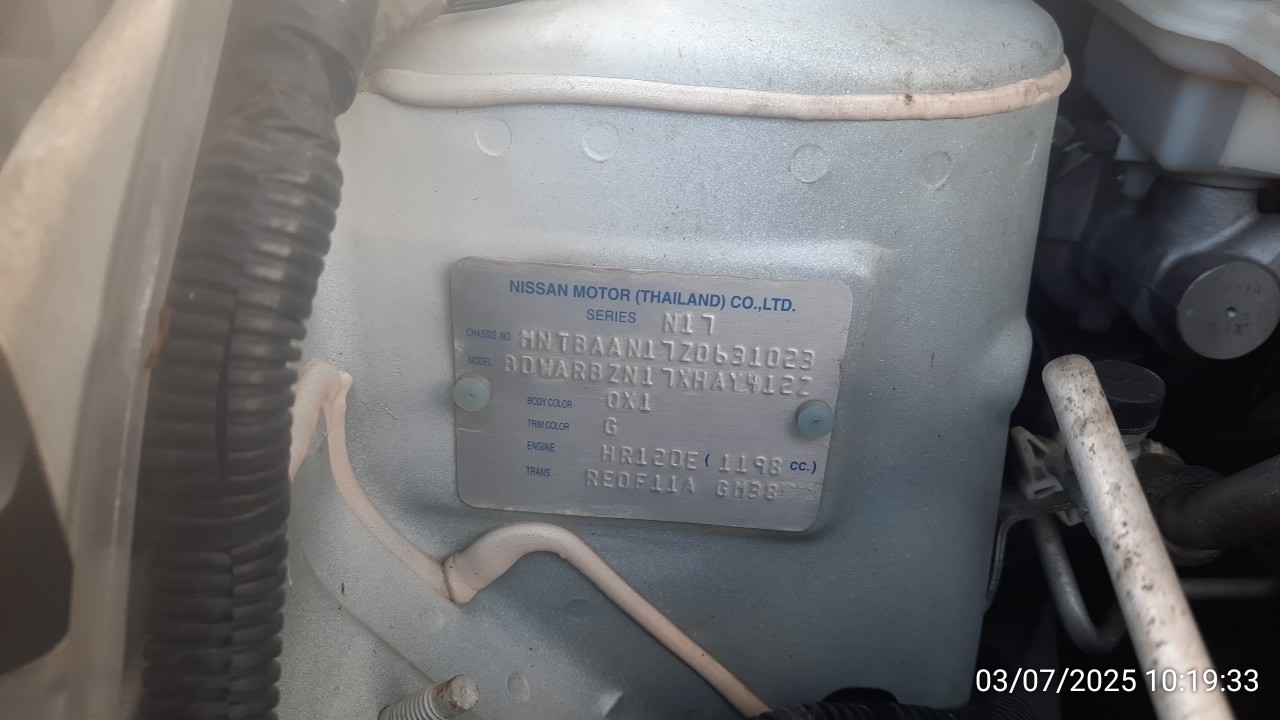 NISSAN MOTOR (THAILAND) CO.,LTD.
SERIES N17
CHASSIS NO. MNTBAAN17Z0631023
MODEL BDWARBZN17XHAY412Z
BODY COLOR QX1
TRIM COLOR G
ENGINE HR12DE ( 1198 CC.)
TRANS. RE0F11A GH38
03/07/2025 10:19:33